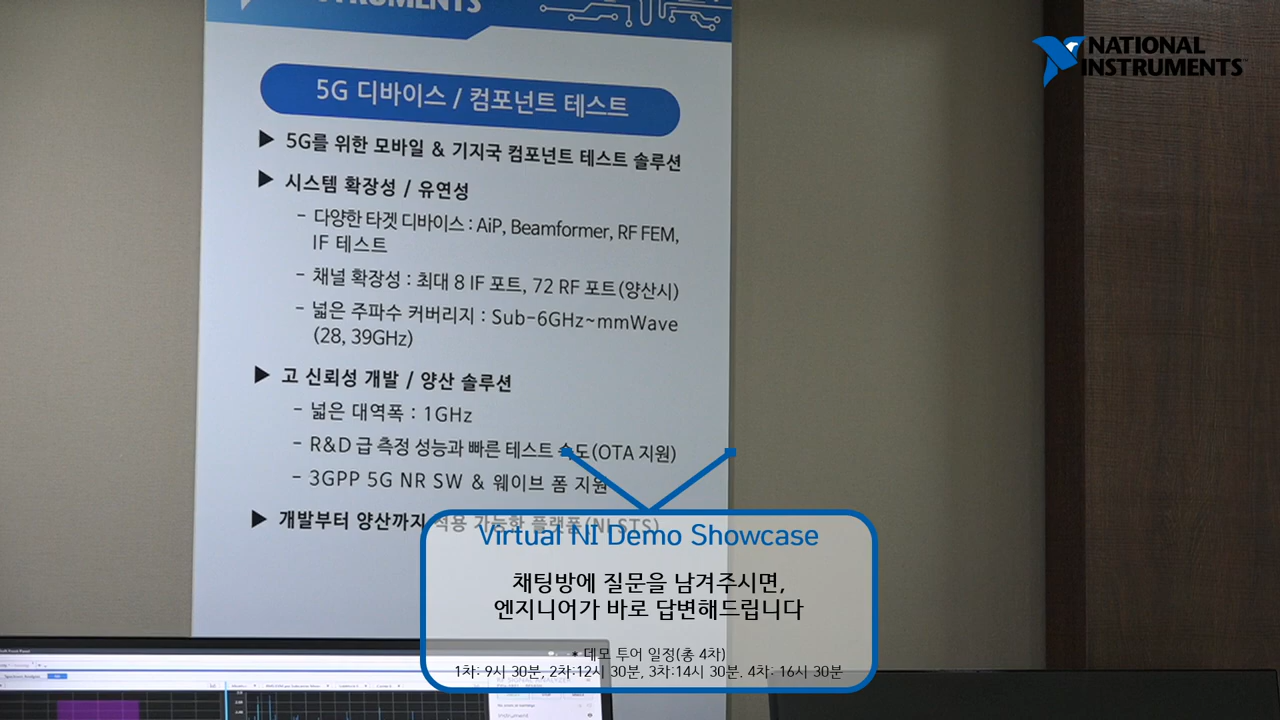 NATIONAL
INSTRUMENTS
5G 디바이스 / 컴포넌트 테스트
▶ 5G를 위한 모바일 & 기지국 컴포넌트 테스트 솔루션
▶ 시스템 확장성 / 유연성
- 다양한 타겟 디바이스 : AiP, Beamformer, RF FEM,
IF 테스트
- 채널 확장성 : 최대 8 IF 포트, 72 RF 포트(양산시)
- 넓은 주파수 커버리지 : Sub-6GHz~mmWave
(28, 39GHz)
▶ 고 신뢰성 개발 / 양산 솔루션
- 넓은 대역폭 : 1GHz
- R&D 급 측정 성능과 빠른 테스트 속도(OTA 지원)
- 3GPP 5G NR SW & 웨이브 폼 지원
▶ 개발부터 양산까지 적용 가능한 플랫폼(NI STS)
Virtual NI Demo Showcase
채팅방에 질문을 남겨주시면,
엔지니어가 바로 답변해드립니다
* 데모 투어 일정(총 4차)
1차: 9시 30분, 2차:12시 30분, 3차:14시 30분. 4차: 16시 30분